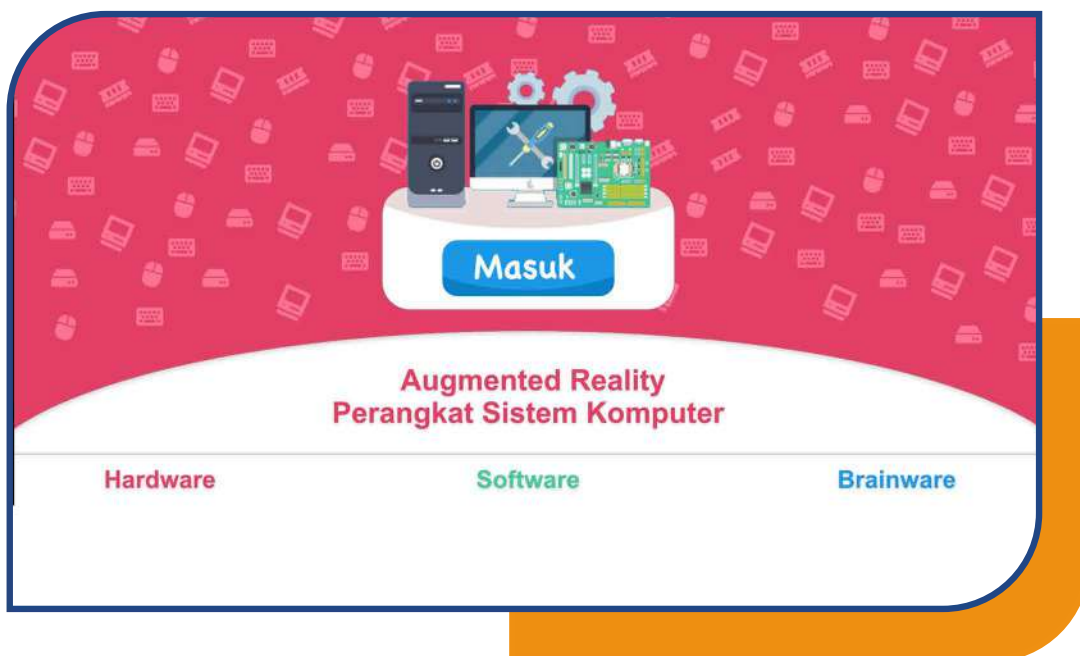 Masuk
Augmented Reality
Perangkat Sistem Komputer
Hardware Software Brainware